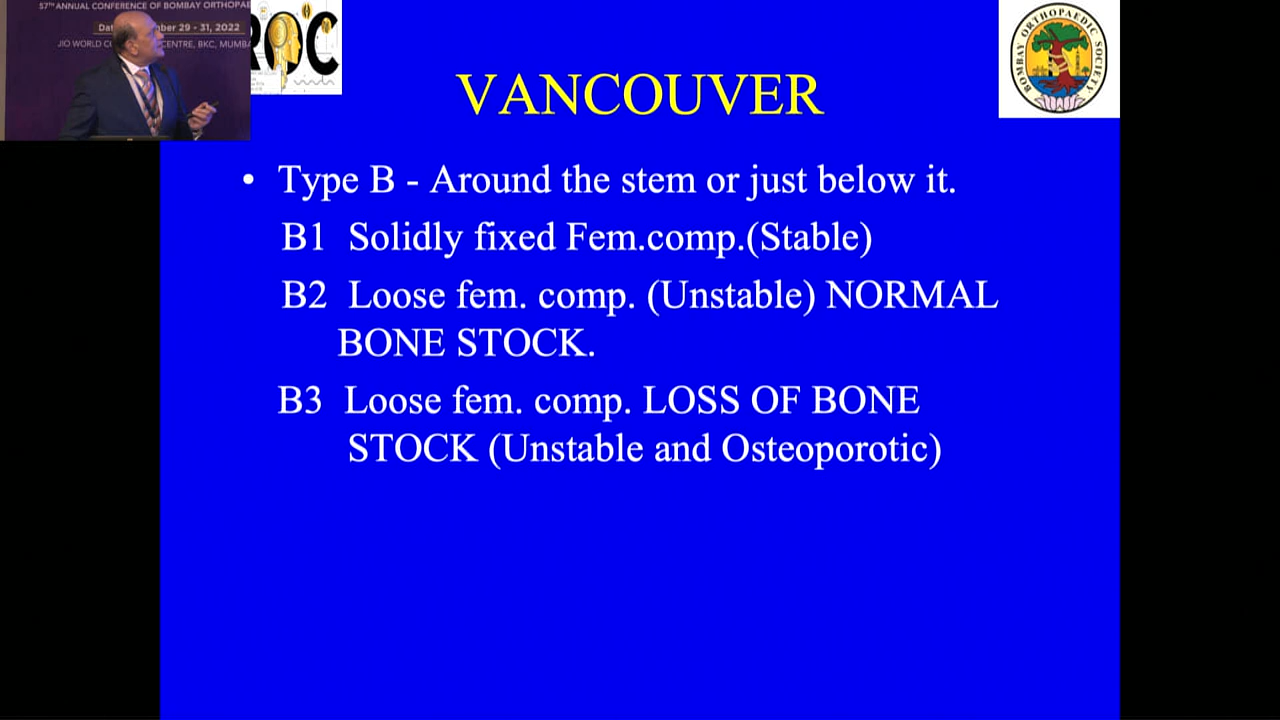 57TH ANNUAL CONFERENCE OF BOMBAY ORTHOPAE
29 - 31, 2022
JIO WORLD CENTRE, BKC, MUMBA
BOMBAY ORTHOPAEDIC SOCIETY
VANCOUVER
• Type B - Around the stem or just below it.
B1 Solidly fixed Fem.comp.(Stable)
B2 Loose fem. comp. (Unstable) NORMAL
BONE STOCK.
B3 Loose fem. comp. LOSS OF BONE
STOCK (Unstable and Osteoporotic)